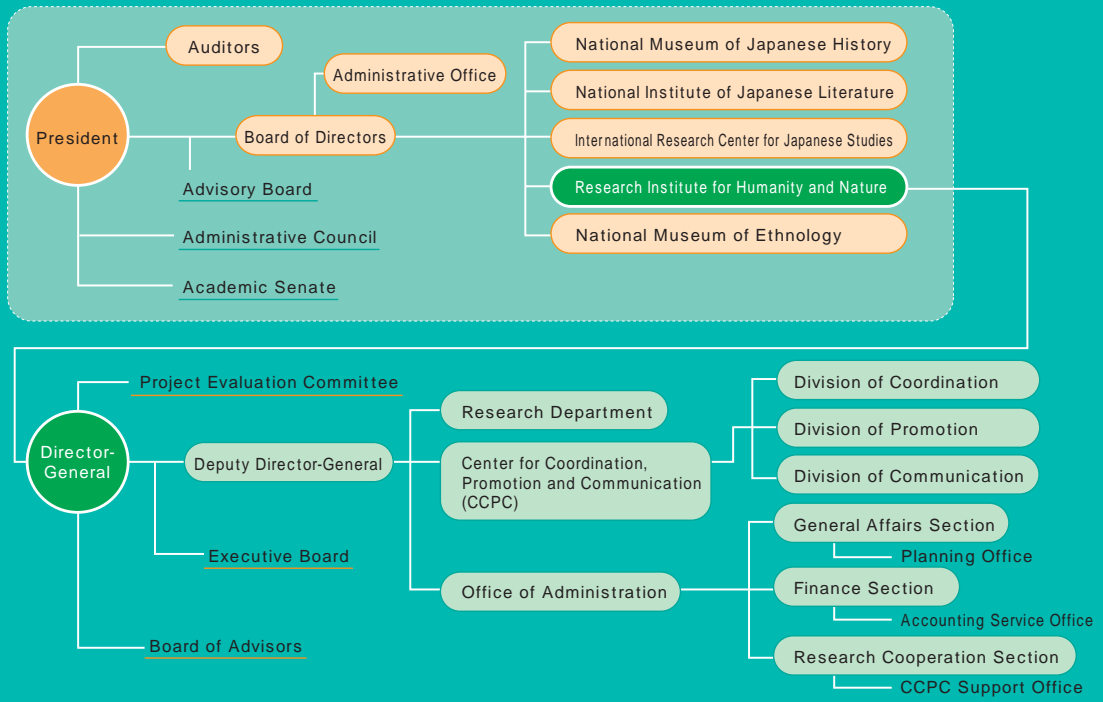 Auditors
National Museum of Japanese History
Administrative Office
National Institute of Japanese Literature
President
Board of Directors
International Research Center for Japanese Studies
Advisory Board
Research Institute for Humanity and Nature
Administrative Council
National Museum of Ethnology
Academic Senate
Project Evaluation Committee
Division of Coordination
Research Department
Division of Promotion
Director-
General
Deputy Director-General
Center for Coordination,
Promotion and Communication
(CCPC)
Division of Communication
General Affairs Section
Executive Board
Planning Office
Office of Administration
Finance Section
Accounting Service Office
Board of Advisors
Research Cooperation Section
CCPC Support Office